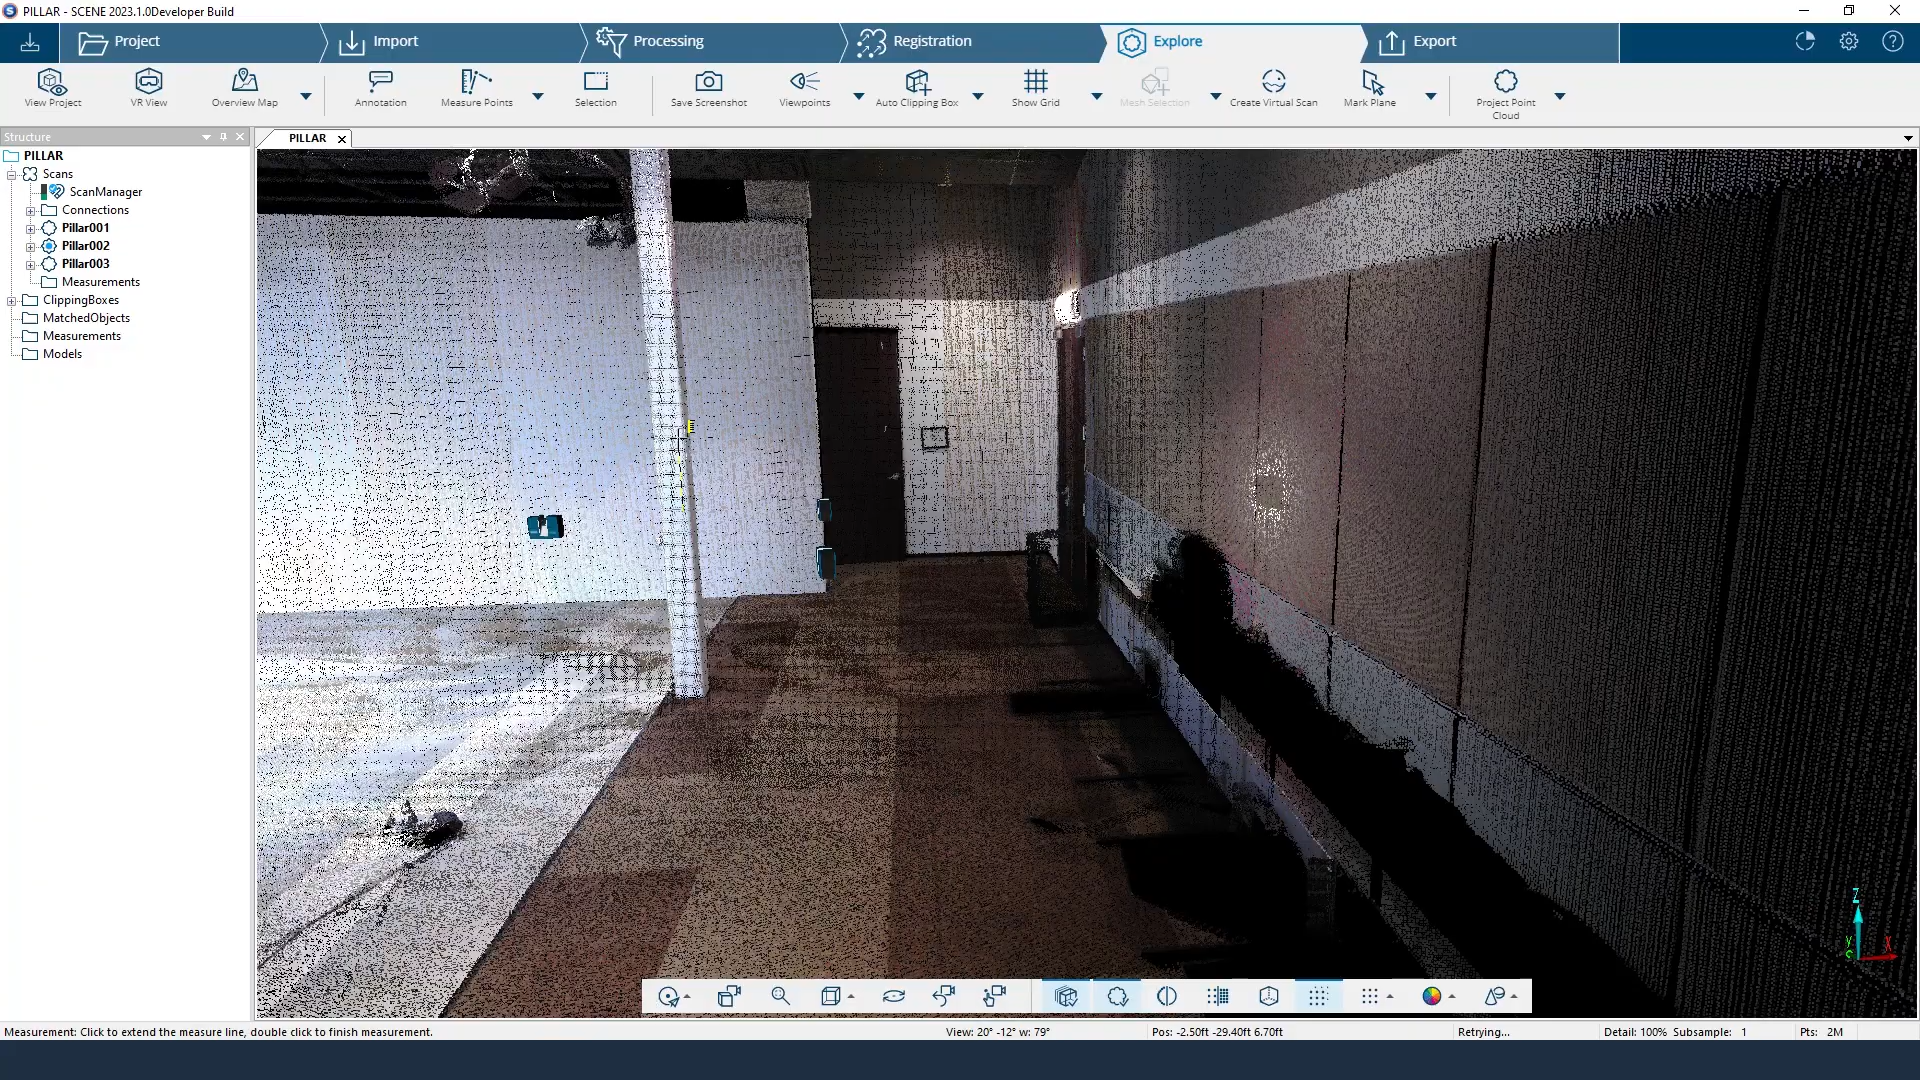 PILLAR - SCENE 2023.1.0Developer Build
Project
Import
Processing
Registration
Explore
Export
View Project
VR View
Overview Map
Annotation
Measure Points
Selection
Save Screenshot
Viewpoints
Auto Clipping Box
Show Grid
Mesh Selection
Create Virtual Scan
Mark Plane
Project Point
Cloud
Structure
PILLAR
PILLAR
Scans
ScanManager
Connections
Pillar001
Pillar002
Pillar003
Measurements
ClippingBoxes
MatchedObjects
Measurements
Models
Z
Y
X
Measurement: Click to extend the measure line, double click to finish measurement.
View: 20° -12° w: 79°
Pos: -2.50ft -29.40ft 6.70ft
Retrying...
Detail: 100% Subsample: 1
Pts: 2M